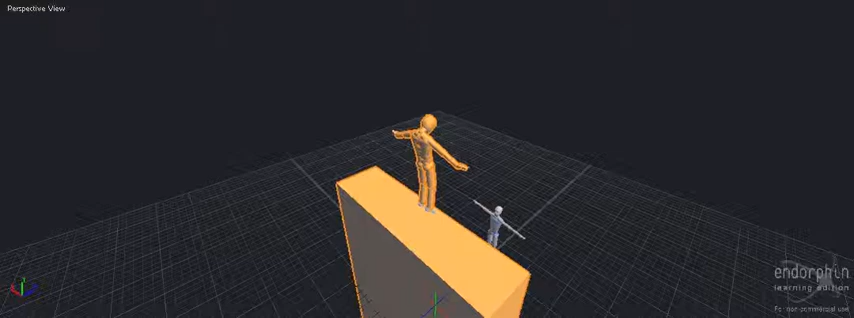 Perspective View
endorphin
learning edition
For non-commercial use